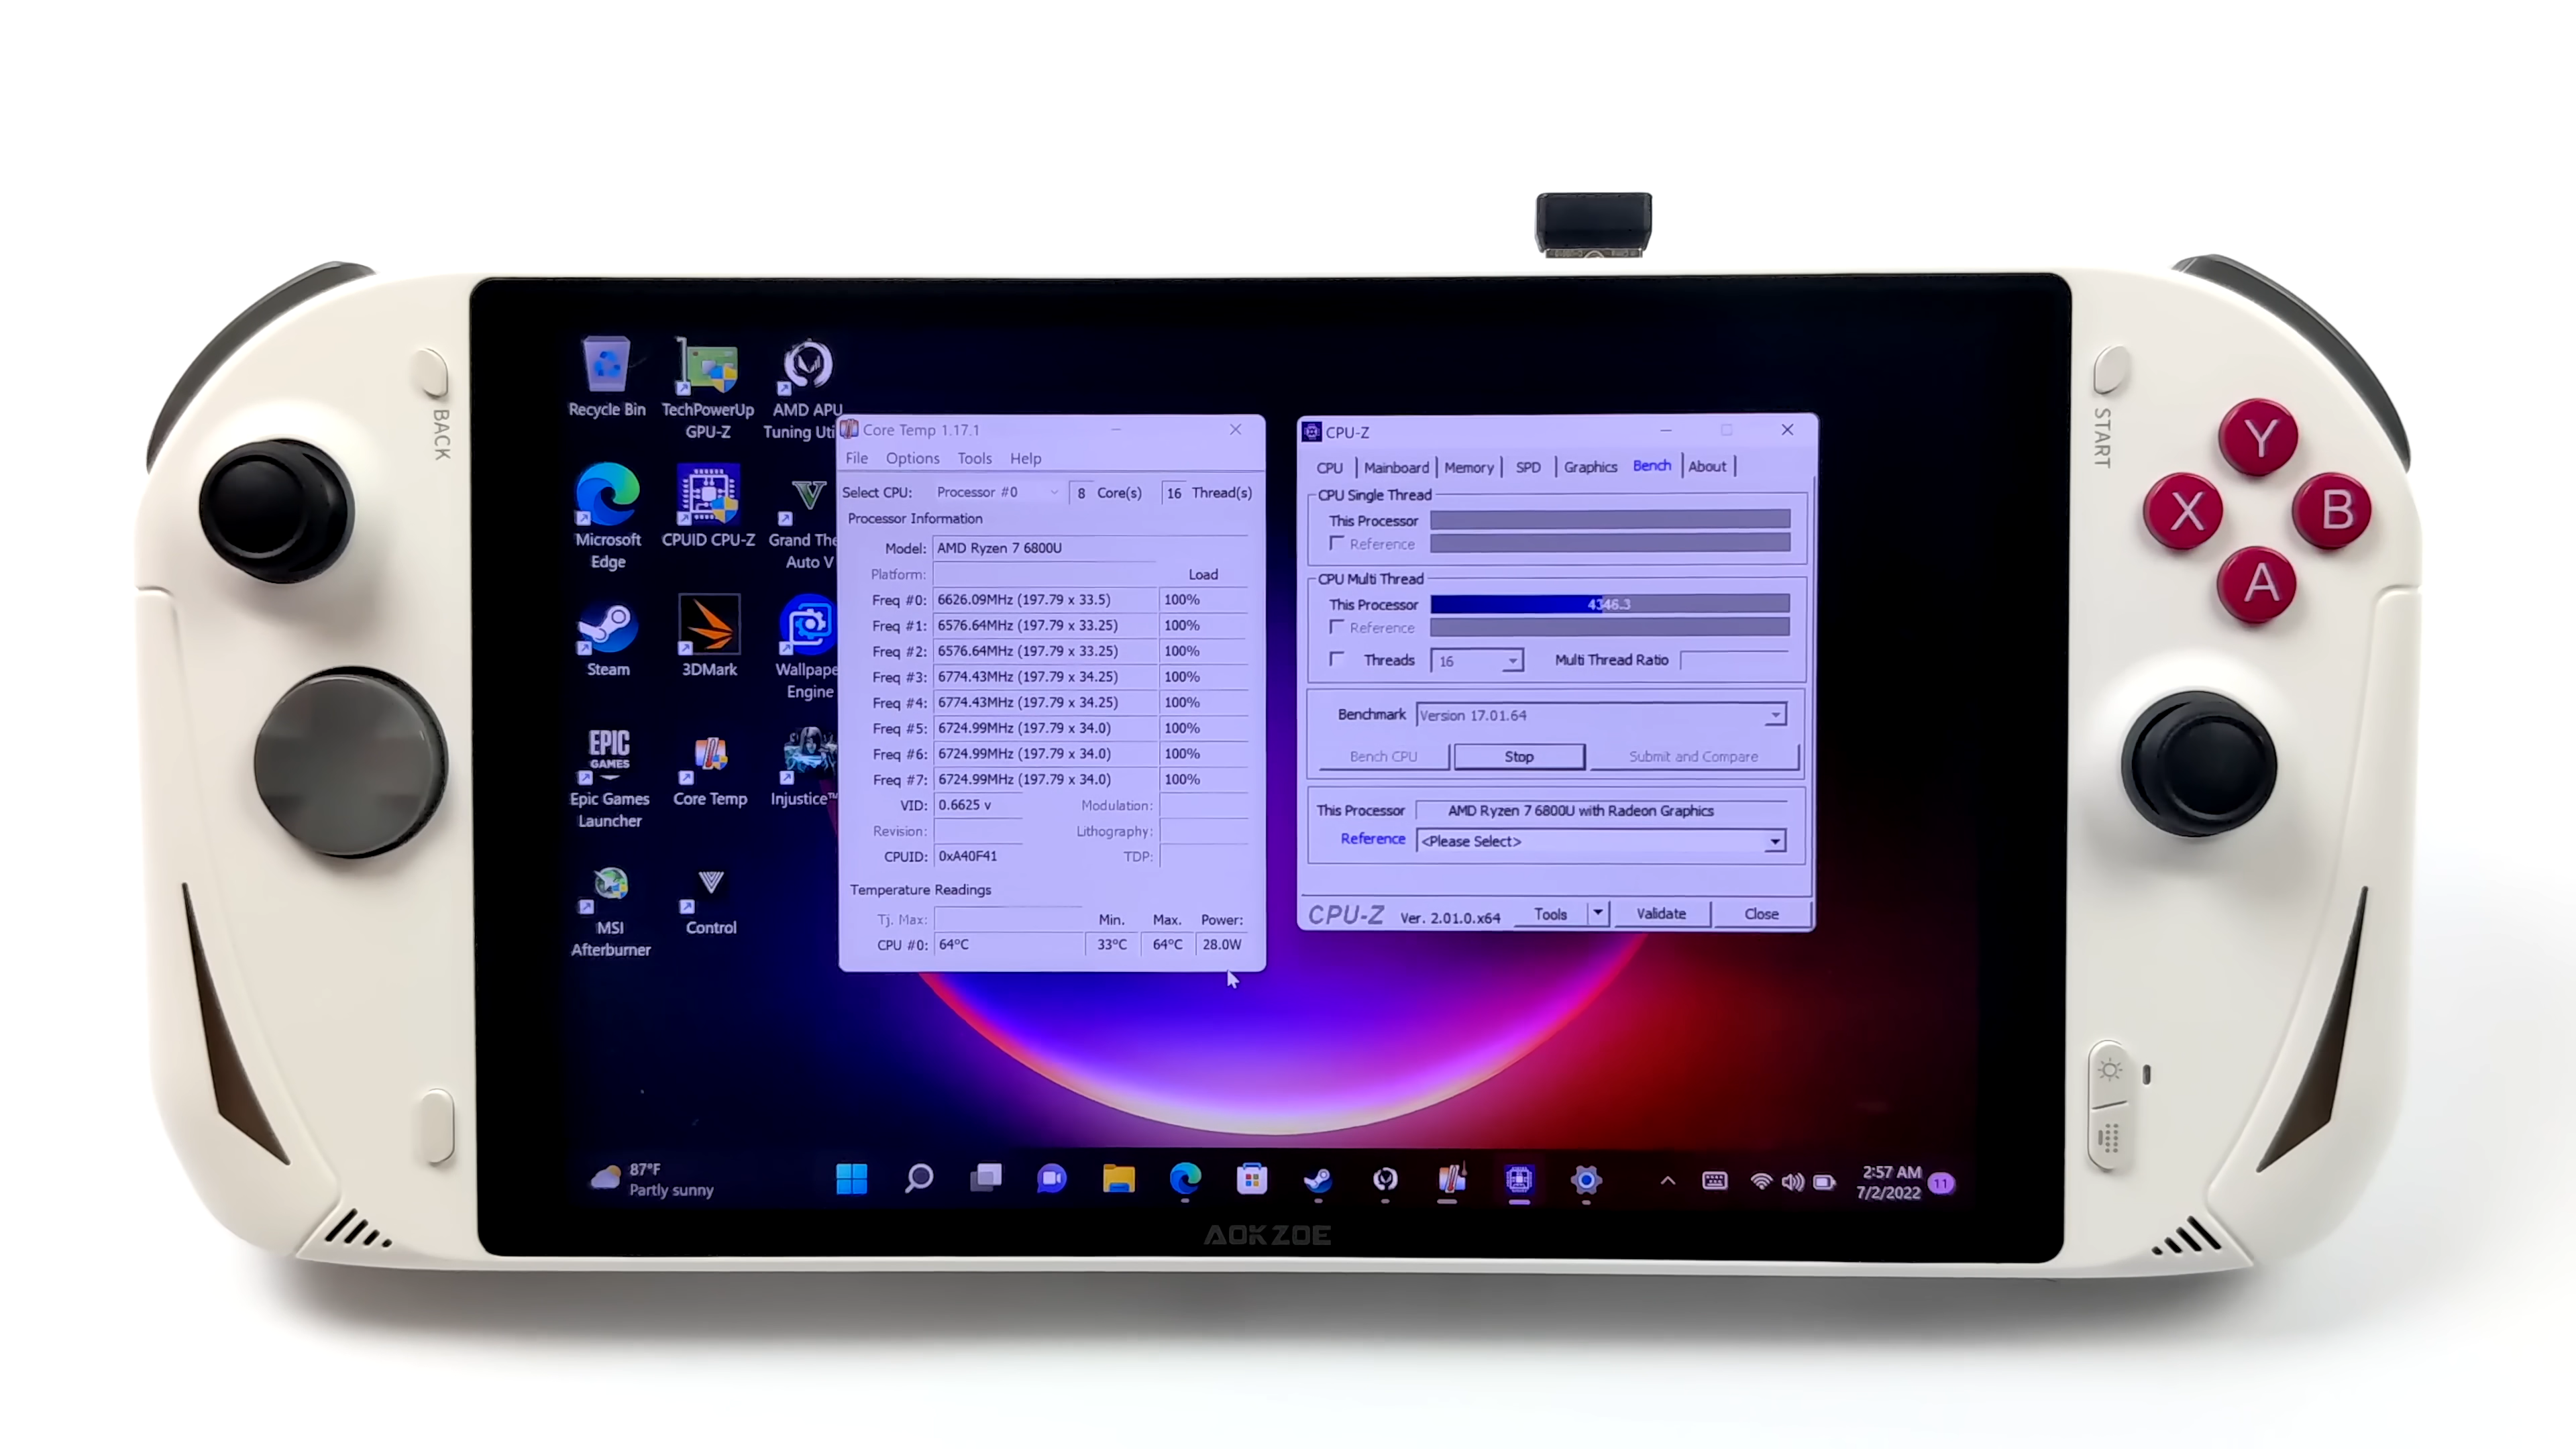 BACK
START
Y
X
B
A
Recycle Bin
TechPowerUp
GPU-Z
AMD APU
Tuning Uti
Microsoft
Edge
CPUID CPU-Z
Grand The
Auto V
Steam
3DMark
Wallpape
Engine
EPIC
GAMES
Epic Games
Launcher
Core Temp
Injustice™
MSI
Afterburner
Control
Core Temp 1.17.1
File Options Tools Help
Select CPU: Processor #0 8 Core(s) 16 Thread(s)
Processor Information
Model: AMD Ryzen 7 6800U
Platform: Load
Freq #0: 6626.09MHz (197.79 x 33.5) 100%
Freq #1: 6576.64MHz (197.79 x 33.25) 100%
Freq #2: 6576.64MHz (197.79 x 33.25) 100%
Freq #3: 6774.43MHz (197.79 x 34.25) 100%
Freq #4: 6774.43MHz (197.79 x 34.25) 100%
Freq #5: 6724.99MHz (197.79 x 34.0) 100%
Freq #6: 6724.99MHz (197.79 x 34.0) 100%
Freq #7: 6724.99MHz (197.79 x 34.0) 100%
VID: 0.6625 v Modulation:
Revision: Lithography:
CPUID: 0xA40F41 TDP:
Temperature Readings
Tj. Max: Min. Max. Power:
CPU #0: 64°C 33°C 64°C 28.0W
CPU-Z
CPU Mainboard Memory SPD Graphics Bench About
CPU Single Thread
This Processor
Reference
CPU Multi Thread
This Processor 4346.3
Reference
Threads 16 Multi Thread Ratio
Benchmark Version 17.01.64
Bench CPU Stop Submit and Compare
This Processor AMD Ryzen 7 6800U with Radeon Graphics
Reference <Please Select>
CPU-Z Ver. 2.01.0.x64 Tools Validate Close
87°F
Partly sunny
2:57 AM
7/2/2022
11
AOKZOE